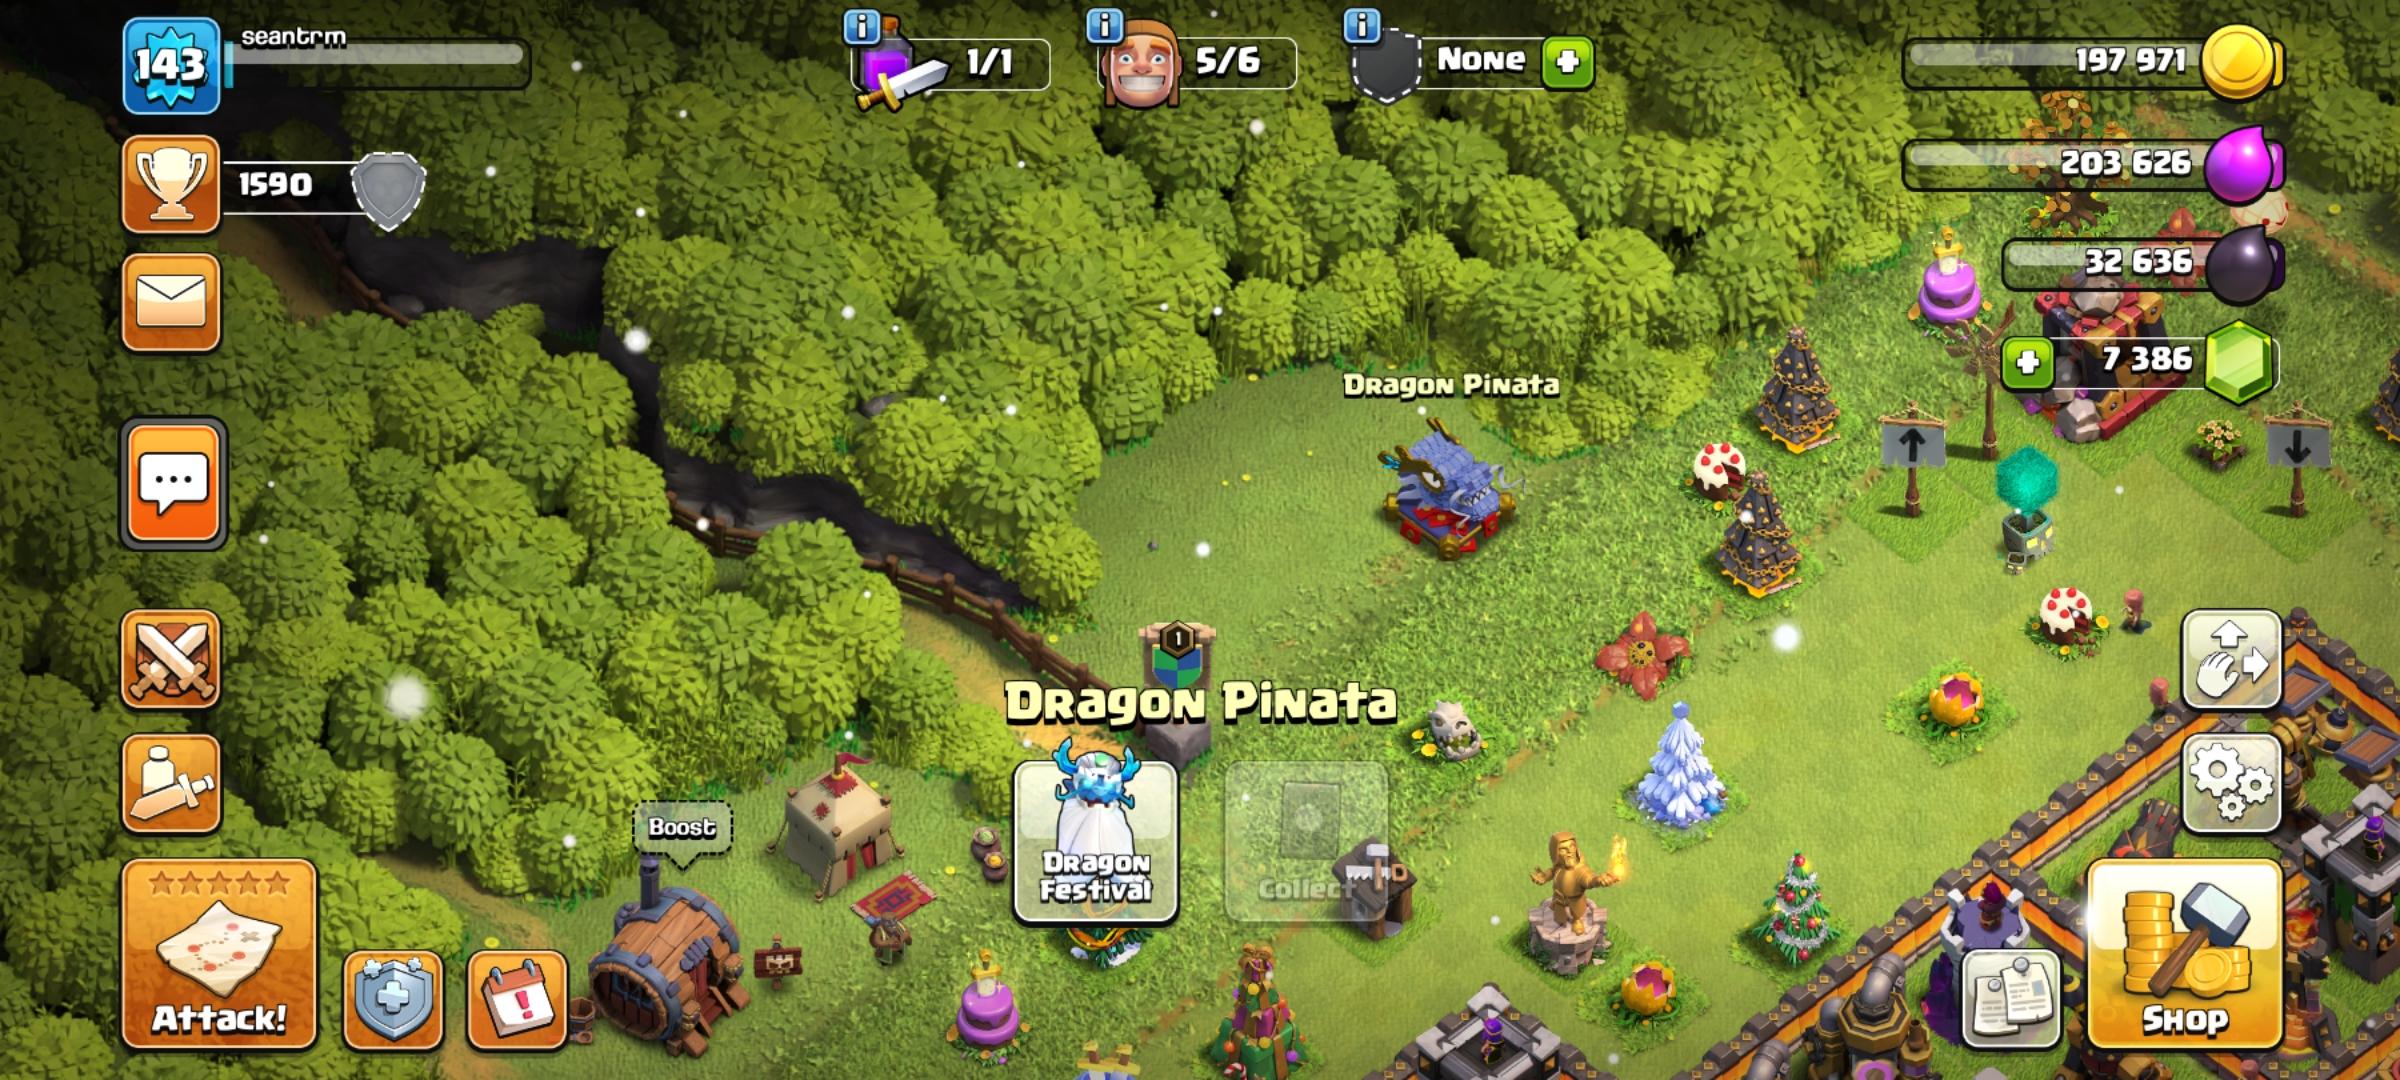 143
seantrm
1/1
5/6
None
197 971
1590
203 626
32 636
7 386
Dragon Pinata
1
Dragon Pinata
Boost
Dragon
Festival
Collect
Attack!
Shop